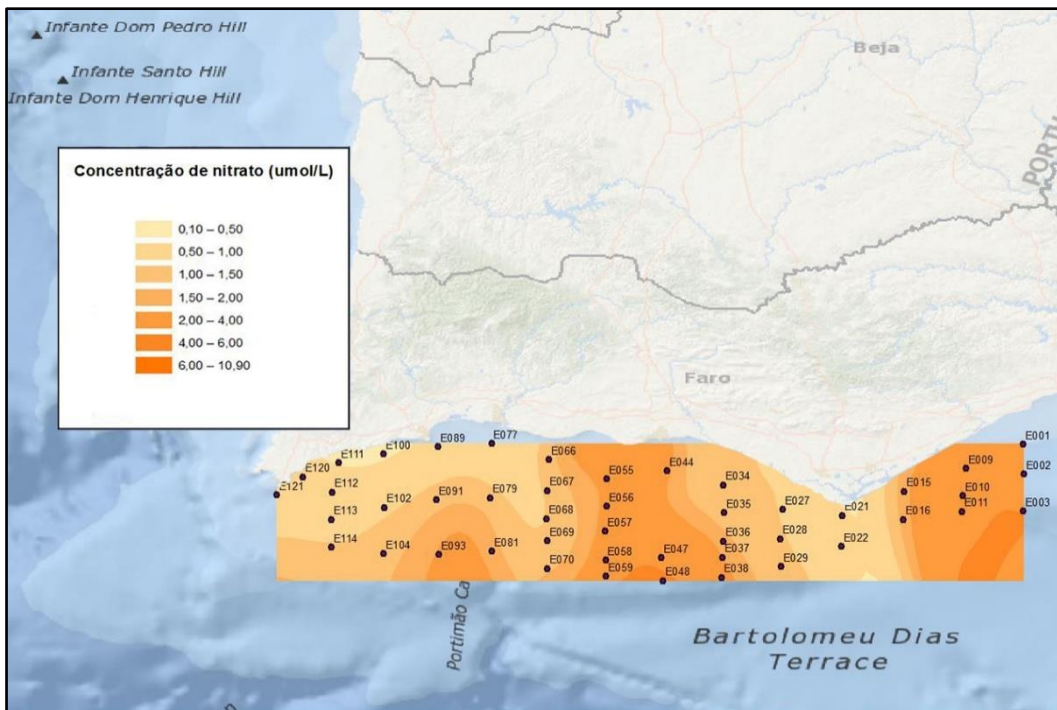 Infante Dom Pedro Hill
Infante Santo Hill
Infante Dom Henrique Hill
Beja
PORTU
Concentração de nitrato (umol/L)
0,10 – 0,50
0,50 – 1,00
1,00 – 1,50
1,50 – 2,00
2,00 – 4,00
4,00 – 6,00
6,00 – 10,90
Faro
E001
E002
E003
E009
E010
E011
E015
E016
E021
E022
E027
E028
E029
E034
E035
E036
E037
E038
E044
E047
E048
E055
E056
E057
E058
E059
E066
E067
E068
E069
E070
E077
E079
E081
E089
E091
E093
E100
E102
E104
E111
E112
E113
E114
E120
E121
Portimão Ca
Bartolomeu Dias
Terrace